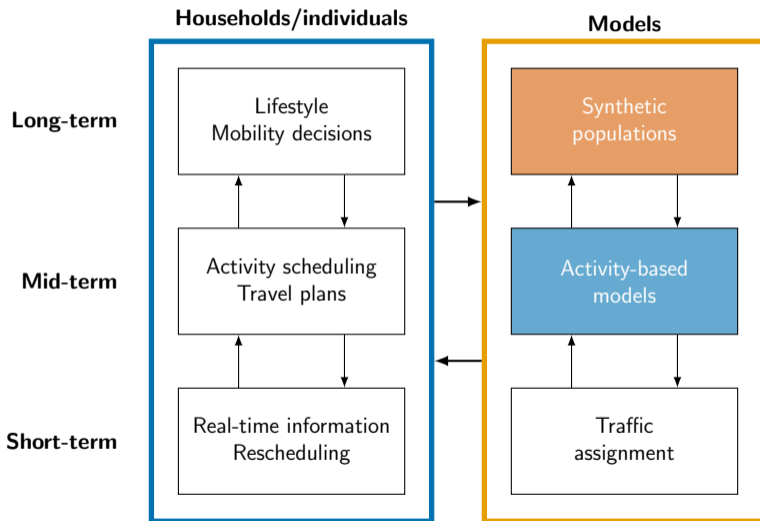 Households/individuals
Models
Long-term
Lifestyle
Mobility decisions
Synthetic
populations
Mid-term
Activity scheduling
Travel plans
Activity-based
models
Short-term
Real-time information
Rescheduling
Traffic
assignment